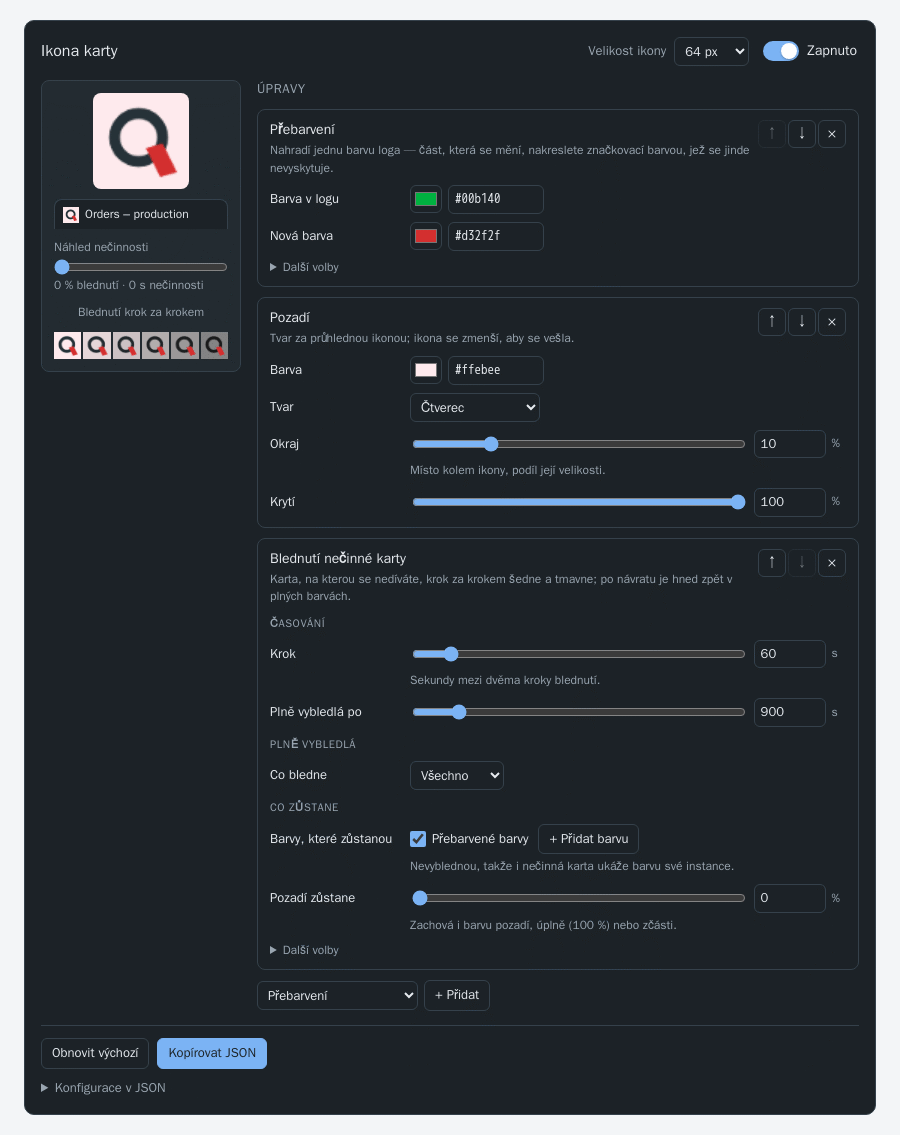 Ikona karty
Velikost ikony 64 px Zapnuto
Orders – production
Náhled nečinnosti
0 % blednutí · 0 s nečinnosti
Blednutí krok za krokem
ÚPRAVY
Přebarvení ↑ ↓ ×
Nahradí jednu barvu loga — část, která se mění, nakreslete značkovací barvou, jež se jinde
nevyskytuje.
Barva v logu #00b140
Nová barva #d32f2f
Další volby
Pozadí ↑ ↓ ×
Tvar za průhlednou ikonou; ikona se zmenší, aby se vešla.
Barva #ffebee
Tvar Čtverec
Okraj 10 %
Místo kolem ikony, podíl její velikosti.
Krytí 100 %
Blednutí nečinné karty ↑ ↓ ×
Karta, na kterou se nedíváte, krok za krokem šedne a tmavne; po návratu je hned zpět v
plných barvách.
ČASOVÁNÍ
Krok 60 s
Sekundy mezi dvěma kroky blednutí.
Plně vybledlá po 900 s
PLNĚ VYBLEDLÁ
Co bledne Všechno
CO ZŮSTANE
Barvy, které zůstanou Přebarvené barvy + Přidat barvu
Nevyblednou, takže i nečinná karta ukáže barvu své instance.
Pozadí zůstane 0 %
Zachová i barvu pozadí, úplně (100 %) nebo zčásti.
Další volby
Přebarvení + Přidat
Obnovit výchozí Kopírovat JSON
Konfigurace v JSON